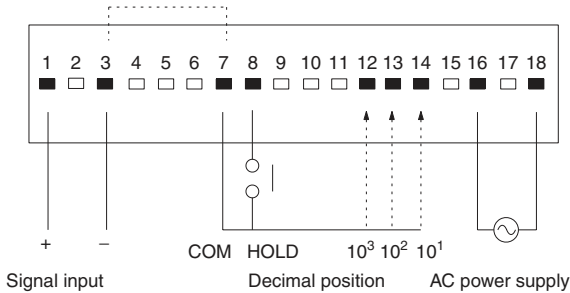 1 2 3 4 5 6 7 8 9 10 11 12 13 14 15 16 17 18
+ − COM HOLD 10³ 10² 10¹
Signal input Decimal position AC power supply